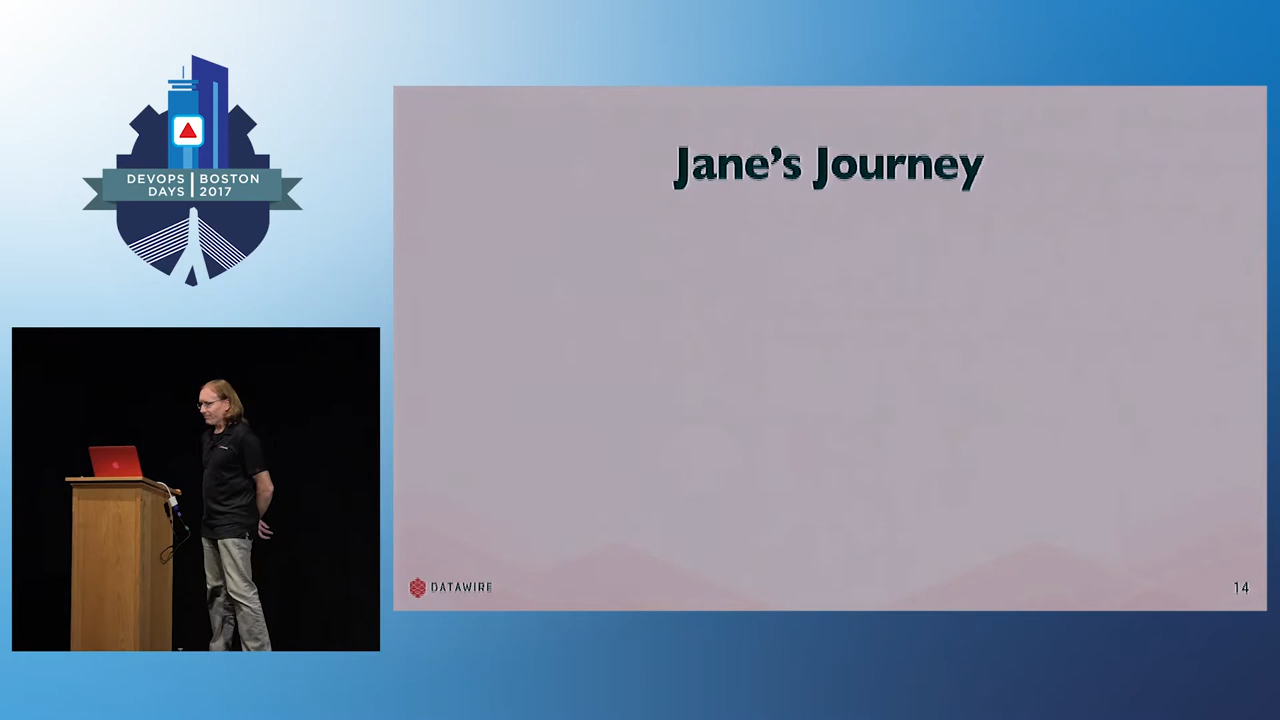 DEVOPS | BOSTON
DAYS | 2017
Jane's Journey
DATAWIRE
14